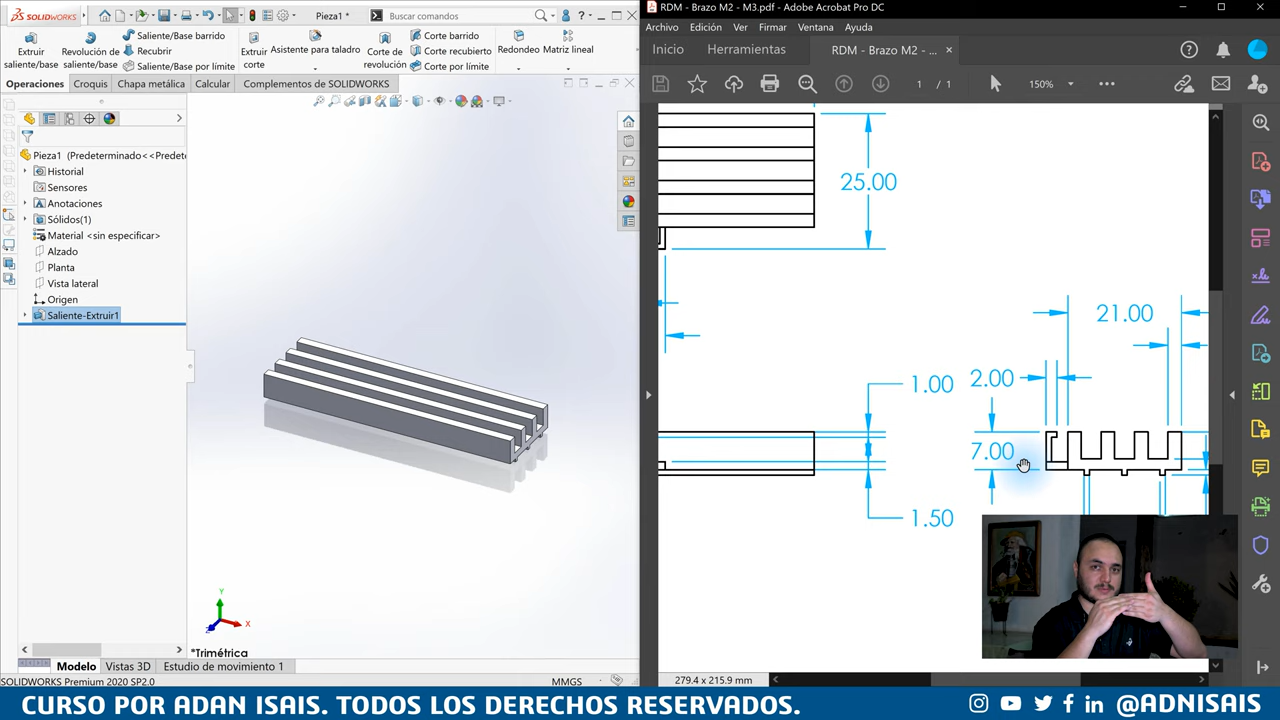 SOLIDWORKS
Pieza1 *
Buscar comandos
Extruir saliente/base
Revolución de saliente/base
Saliente/Base barrido
Recubrir
Saliente/Base por límite
Extruir corte
Asistente para taladro
Corte de revolución
Corte barrido
Corte recubierto
Corte por límite
Redondeo
Matriz lineal
Operaciones
Croquis
Chapa metálica
Calcular
Complementos de SOLIDWORKS
Pieza1 (Predeterminado<<Predete
Historial
Sensores
Anotaciones
Sólidos(1)
Material <sin especificar>
Alzado
Planta
Vista lateral
Origen
Saliente-Extruir1
Y
X
Z
*Trimétrica
Modelo
Vistas 3D
Estudio de movimiento 1
SOLIDWORKS Premium 2020 SP2.0
MMGS
RDM - Brazo M2 - M3.pdf - Adobe Acrobat Pro DC
Archivo Edición Ver Firmar Ventana Ayuda
Inicio
Herramientas
RDM - Brazo M2 - ...
1 / 1
150%
25.00
21.00
1.00
2.00
7.00
1.50
279.4 x 215.9 mm
CURSO POR ADAN ISAIS. TODOS LOS DERECHOS RESERVADOS.
@ADNISAIS